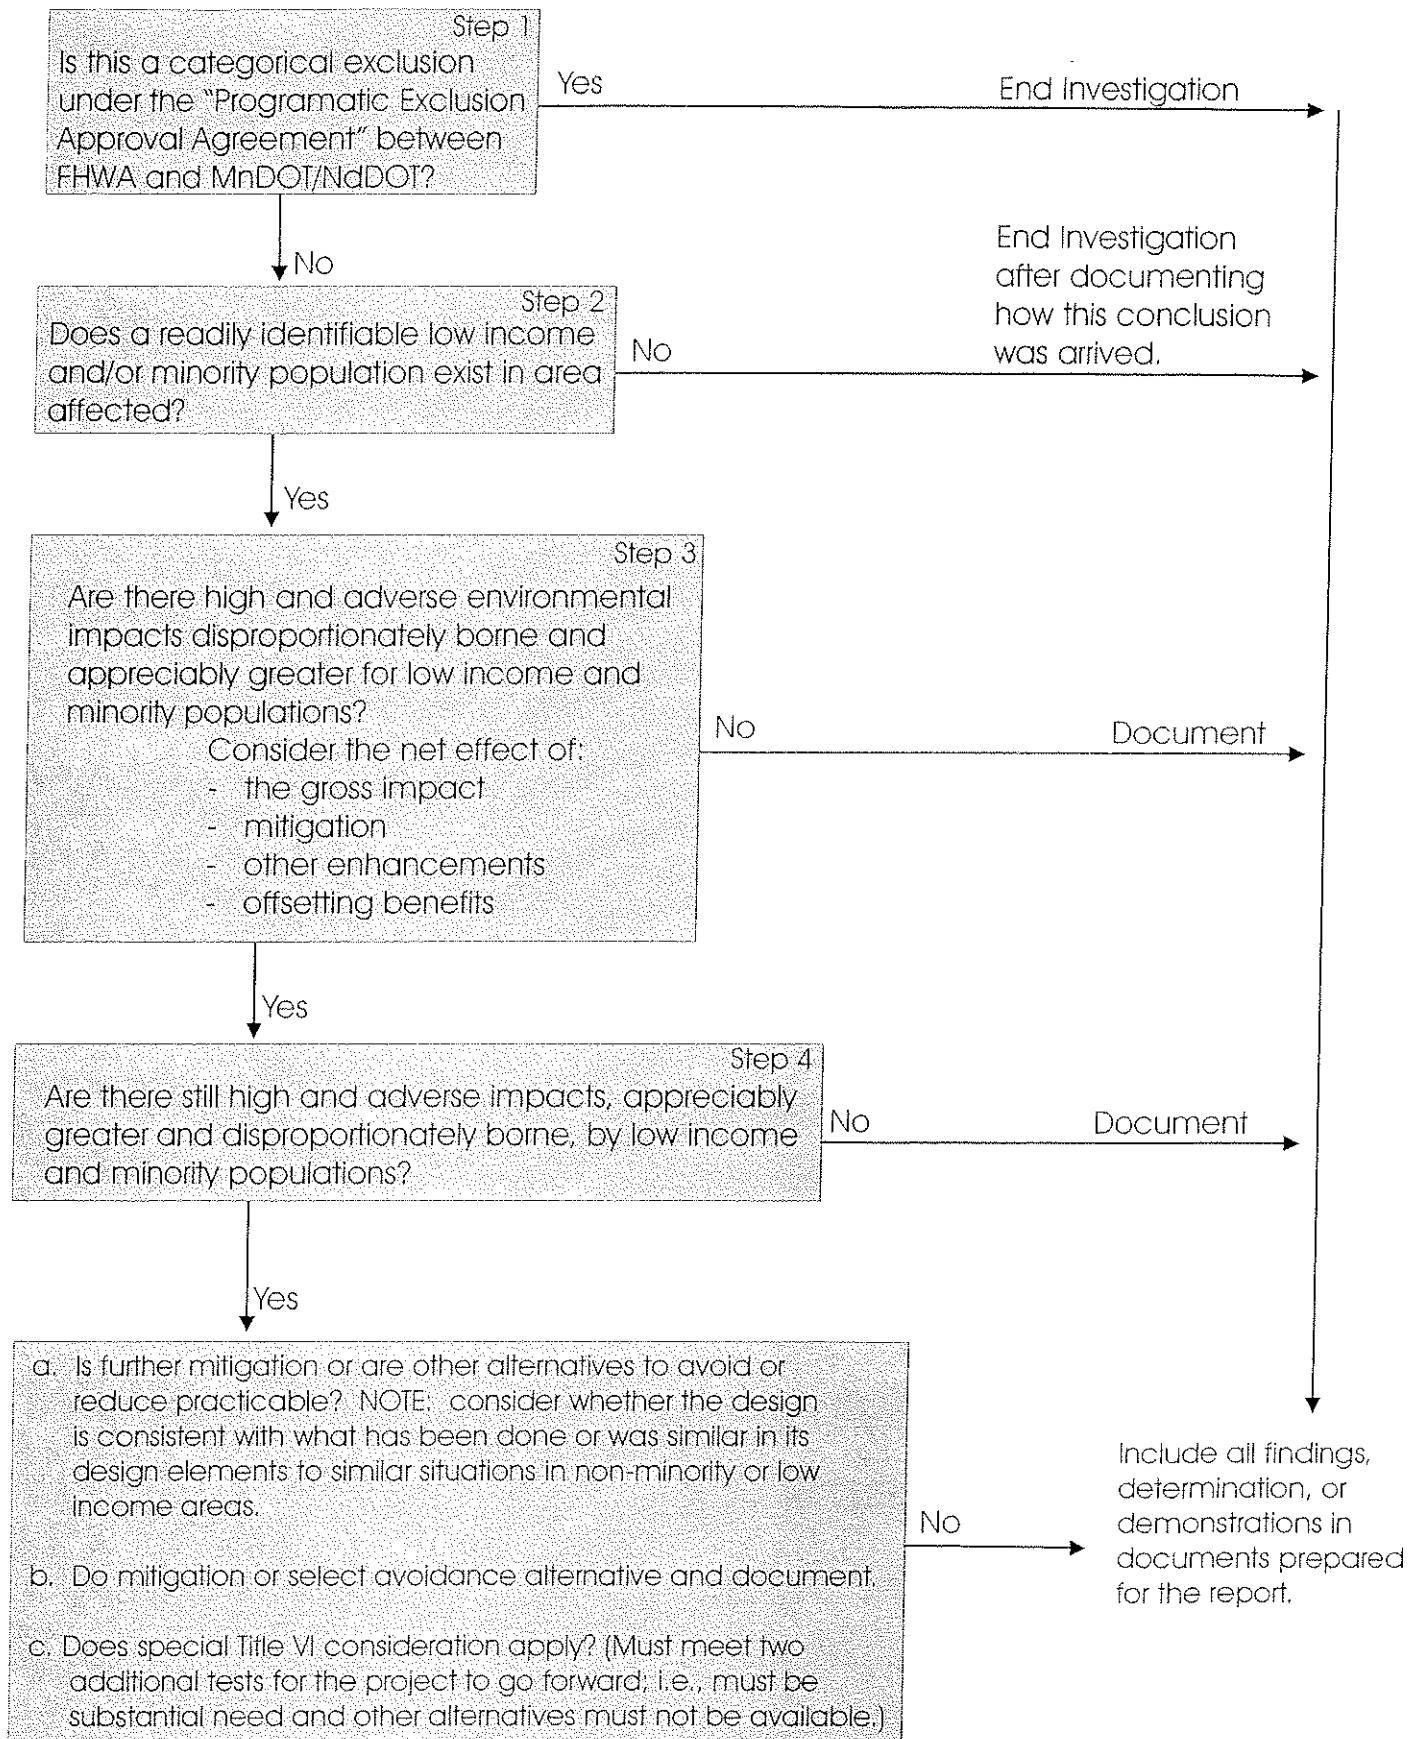 Step 1
Is this a categorical exclusion
under the "Programatic Exclusion
Approval Agreement" between
FHWA and MnDOT/NdDOT?
Yes
End Investigation
No
Step 2
Does a readily identifiable low income
and/or minority population exist in area
affected?
No
End Investigation
after documenting
how this conclusion
was arrived.
Yes
Step 3
Are there high and adverse environmental
impacts disproportionately borne and
appreciably greater for low income and
minority populations?
Consider the net effect of:
- the gross impact
- mitigation
- other enhancements
- offsetting benefits
No
Document
Yes
Step 4
Are there still high and adverse impacts, appreciably
greater and disproportionately borne, by low income
and minority populations?
No
Document
Yes
a. Is further mitigation or are other alternatives to avoid or
reduce practicable? NOTE: consider whether the design
is consistent with what has been done or was similar in its
design elements to similar situations in non-minority or low
income areas.
b. Do mitigation or select avoidance alternative and document.
c. Does special Title VI consideration apply? (Must meet two
additional tests for the project to go forward; i.e., must be
substantial need and other alternatives must not be available.)
No
Include all findings,
determination, or
demonstrations in
documents prepared
for the report.